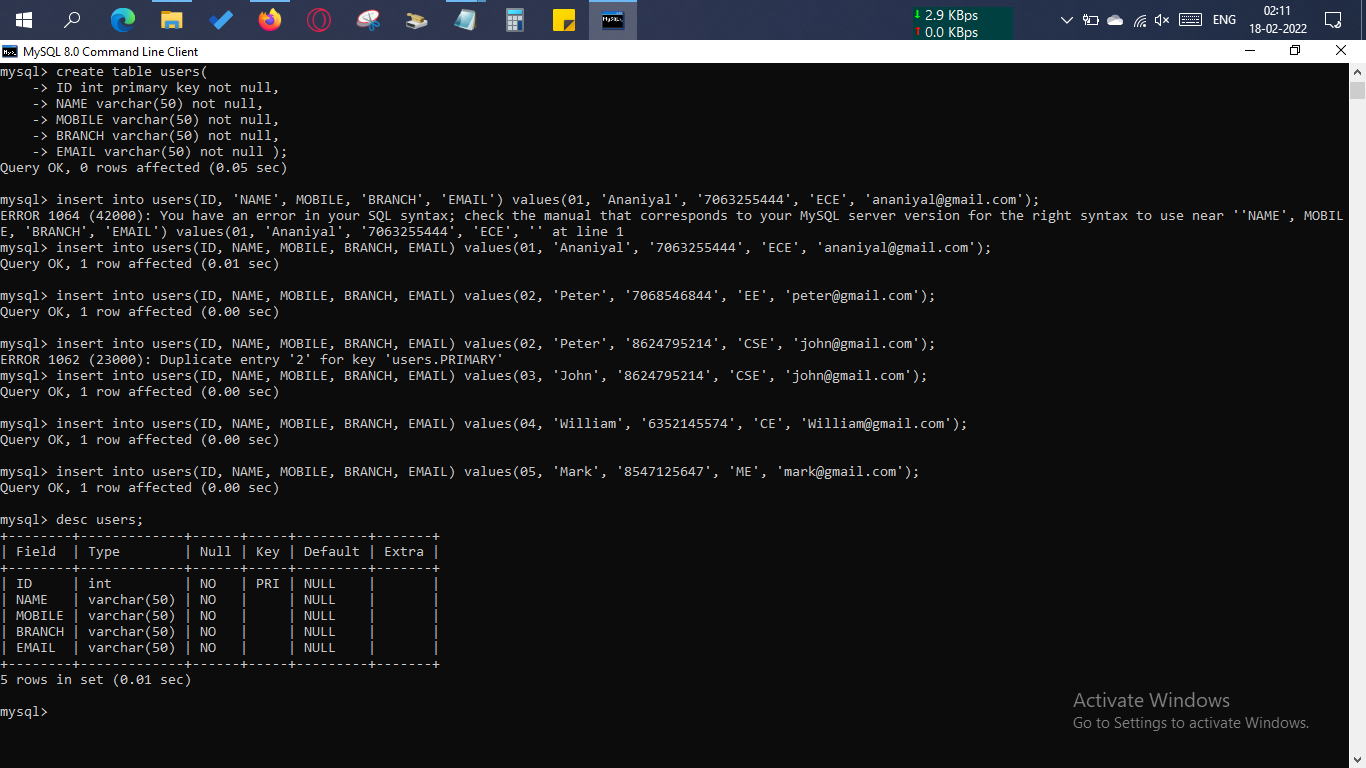 2.9 KBps
0.0 KBps
ENG
02:11
18-02-2022
MySQL 8.0 Command Line Client
mysql> create table users(
    -> ID int primary key not null,
    -> NAME varchar(50) not null,
    -> MOBILE varchar(50) not null,
    -> BRANCH varchar(50) not null,
    -> EMAIL varchar(50) not null );
Query OK, 0 rows affected (0.05 sec)
mysql> insert into users(ID, 'NAME', MOBILE, 'BRANCH', 'EMAIL') values(01, 'Ananiyal', '7063255444', 'ECE', 'ananiyal@gmail.com');
ERROR 1064 (42000): You have an error in your SQL syntax; check the manual that corresponds to your MySQL server version for the right syntax to use near ''NAME', MOBIL
E, 'BRANCH', 'EMAIL') values(01, 'Ananiyal', '7063255444', 'ECE', '' at line 1
mysql> insert into users(ID, NAME, MOBILE, BRANCH, EMAIL) values(01, 'Ananiyal', '7063255444', 'ECE', 'ananiyal@gmail.com');
Query OK, 1 row affected (0.01 sec)
mysql> insert into users(ID, NAME, MOBILE, BRANCH, EMAIL) values(02, 'Peter', '7068546844', 'EE', 'peter@gmail.com');
Query OK, 1 row affected (0.00 sec)
mysql> insert into users(ID, NAME, MOBILE, BRANCH, EMAIL) values(02, 'Peter', '8624795214', 'CSE', 'john@gmail.com');
ERROR 1062 (23000): Duplicate entry '2' for key 'users.PRIMARY'
mysql> insert into users(ID, NAME, MOBILE, BRANCH, EMAIL) values(03, 'John', '8624795214', 'CSE', 'john@gmail.com');
Query OK, 1 row affected (0.00 sec)
mysql> insert into users(ID, NAME, MOBILE, BRANCH, EMAIL) values(04, 'William', '6352145574', 'CE', 'William@gmail.com');
Query OK, 1 row affected (0.00 sec)
mysql> insert into users(ID, NAME, MOBILE, BRANCH, EMAIL) values(05, 'Mark', '8547125647', 'ME', 'mark@gmail.com');
Query OK, 1 row affected (0.00 sec)
mysql> desc users;
+--------+-------------+------+-----+---------+-------+
| Field  | Type        | Null | Key | Default | Extra |
+--------+-------------+------+-----+---------+-------+
| ID     | int         | NO   | PRI | NULL    |       |
| NAME   | varchar(50) | NO   |     | NULL    |       |
| MOBILE | varchar(50) | NO   |     | NULL    |       |
| BRANCH | varchar(50) | NO   |     | NULL    |       |
| EMAIL  | varchar(50) | NO   |     | NULL    |       |
+--------+-------------+------+-----+---------+-------+
5 rows in set (0.01 sec)
mysql>
Activate Windows
Go to Settings to activate Windows.